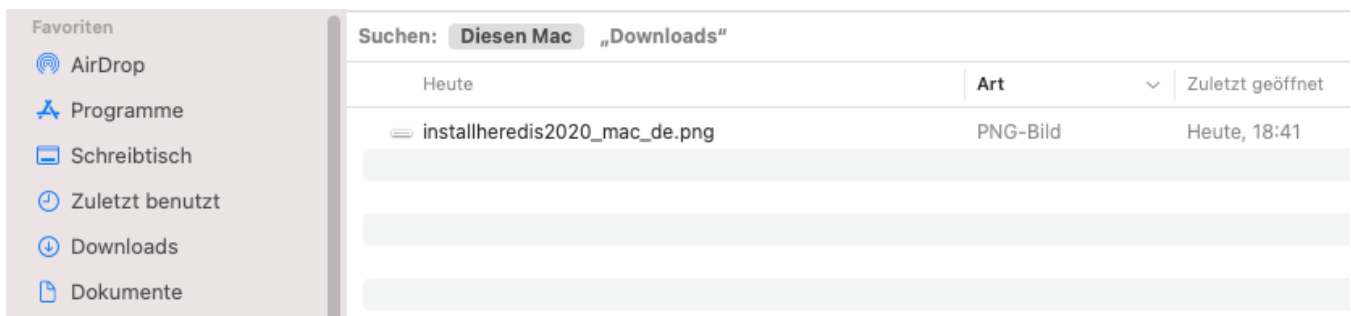 Favoriten
AirDrop
Programme
Schreibtisch
Zuletzt benutzt
Downloads
Dokumente
Suchen: Diesen Mac „Downloads“
Heute Art Zuletzt geöffnet
installheredis2020_mac_de.png PNG-Bild Heute, 18:41